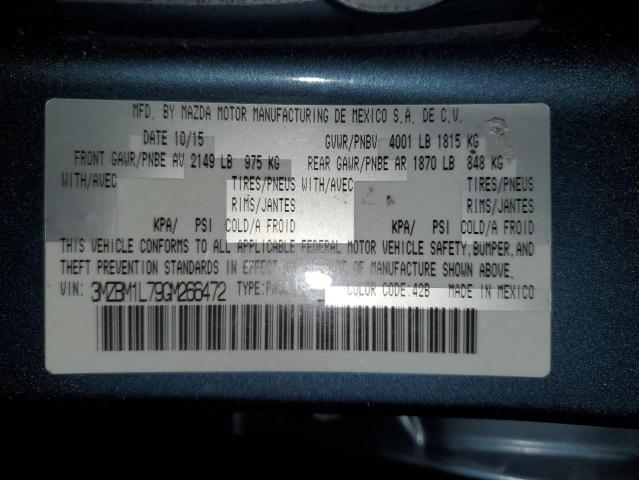 MFD. BY MAZDA MOTOR MANUFACTURING DE MEXICO S.A. DE C.V.
DATE 10/15 GVWR/PNBV 4001 LB 1815 KG
FRONT GAWR/PNBE AV 2149 LB 975 KG REAR GAWR/PNBE AR 1870 LB 848 KG
WITH/AVEC TIRES/PNEUS WITH/AVEC TIRES/PNEUS
RIMS/JANTES RIMS/JANTES
KPA/ PSI COLD/A FROID KPA/ PSI COLD/A FROID
THIS VEHICLE CONFORMS TO ALL APPLICABLE FEDERAL MOTOR VEHICLE SAFETY, BUMPER, AND
THEFT PREVENTION STANDARDS IN EFFECT ON THE DATE OF MANUFACTURE SHOWN ABOVE.
VIN: 3MZBM1L79GM266472 TYPE: COLOR CODE: 42B MADE IN MEXICO